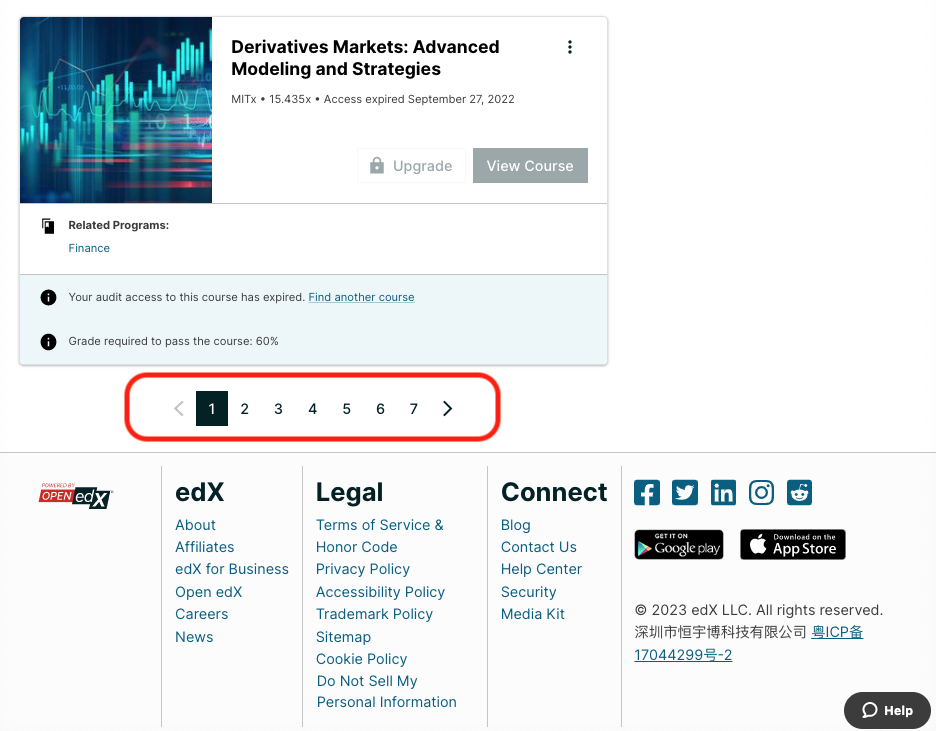 Derivatives Markets: Advanced
Modeling and Strategies
MITx • 15.435x • Access expired September 27, 2022
Upgrade
View Course
Related Programs:
Finance
Your audit access to this course has expired. Find another course
Grade required to pass the course: 60%
1 2 3 4 5 6 7
POWERED BY
OPEN edX
edX
About
Affiliates
edX for Business
Open edX
Careers
News
Legal
Terms of Service &
Honor Code
Privacy Policy
Accessibility Policy
Trademark Policy
Sitemap
Cookie Policy
Do Not Sell My
Personal Information
Connect
Blog
Contact Us
Help Center
Security
Media Kit
GET IT ON
Google play
Download on the
App Store
© 2023 edX LLC. All rights reserved.
深圳市恒宇博科技有限公司 粤ICP备
17044299号-2
Help